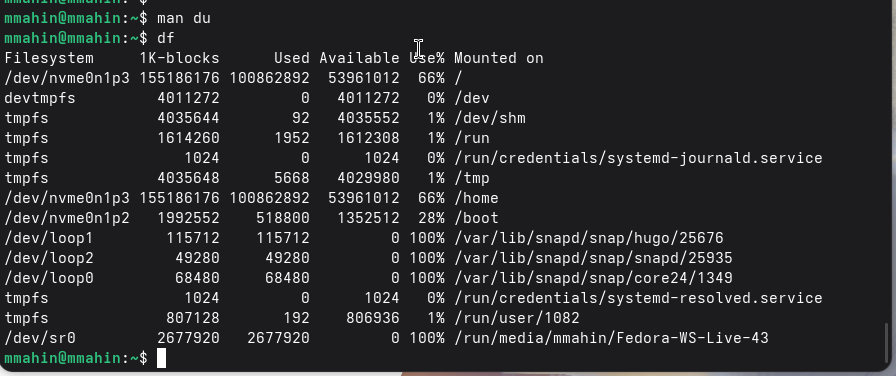 mmahin@mmahin:~$ man du
mmahin@mmahin:~$ df
Filesystem     1K-blocks      Used Available Use% Mounted on
/dev/nvme0n1p3 155186176 100862892  53961012  66% /
devtmpfs         4011272         0   4011272   0% /dev
tmpfs            4035644        92   4035552   1% /dev/shm
tmpfs            1614260      1952   1612308   1% /run
tmpfs               1024         0      1024   0% /run/credentials/systemd-journald.service
tmpfs            4035648      5668   4029980   1% /tmp
/dev/nvme0n1p3 155186176 100862892  53961012  66% /home
/dev/nvme0n1p2   1992552    518800   1352512  28% /boot
/dev/loop1        115712    115712         0 100% /var/lib/snapd/snap/hugo/25676
/dev/loop2         49280     49280         0 100% /var/lib/snapd/snap/snapd/25935
/dev/loop0         68480     68480         0 100% /var/lib/snapd/snap/core24/1349
tmpfs               1024         0      1024   0% /run/credentials/systemd-resolved.service
tmpfs             807128       192    806936   1% /run/user/1082
/dev/sr0         2677920   2677920         0 100% /run/media/mmahin/Fedora-WS-Live-43
mmahin@mmahin:~$